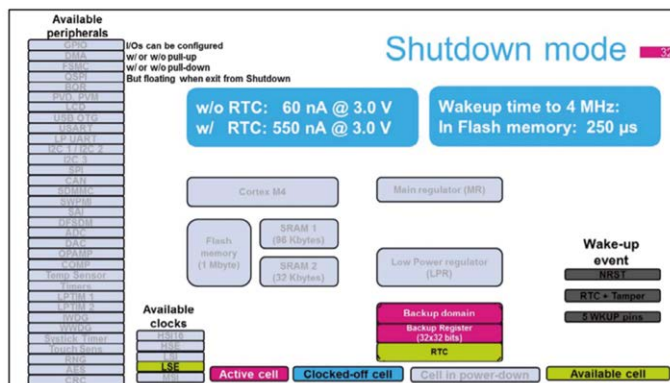 Available
peripherals
GPIO
DMA
FSMC
QSPI
BOR
PVD, PVM
LCD
USB OTG
USART
LP UART
I2C 1 / I2C 2
I2C 3
SPI
CAN
SDMMC
SWPMI
SAI
DFSDM
ADC
DAC
OPAMP
COMP
Temp Sensor
Timers
LPTIM 1
LPTIM 2
IWDG
WWDG
Systick Timer
Touch Sens
RNG
AES
CRC
I/Os can be configured
w/ or w/o pull-up
w/ or w/o pull-down
But floating when exit from Shutdown
Shutdown mode
32
w/o RTC: 60 nA @ 3.0 V
w/ RTC: 550 nA @ 3.0 V
Wakeup time to 4 MHz:
In Flash memory: 250 µs
Cortex M4
Main regulator (MR)
Flash
memory
(1 Mbyte)
SRAM 1
(96 Kbytes)
SRAM 2
(32 Kbytes)
Low Power regulator
(LPR)
Wake-up
event
NRST
RTC + Tamper
5 WKUP pins
Available
clocks
HSI16
HSE
LSI
LSE
MSI
Backup domain
Backup Register
(32x32 bits)
RTC
Active cell
Clocked-off cell
Cell in power-down
Available cell